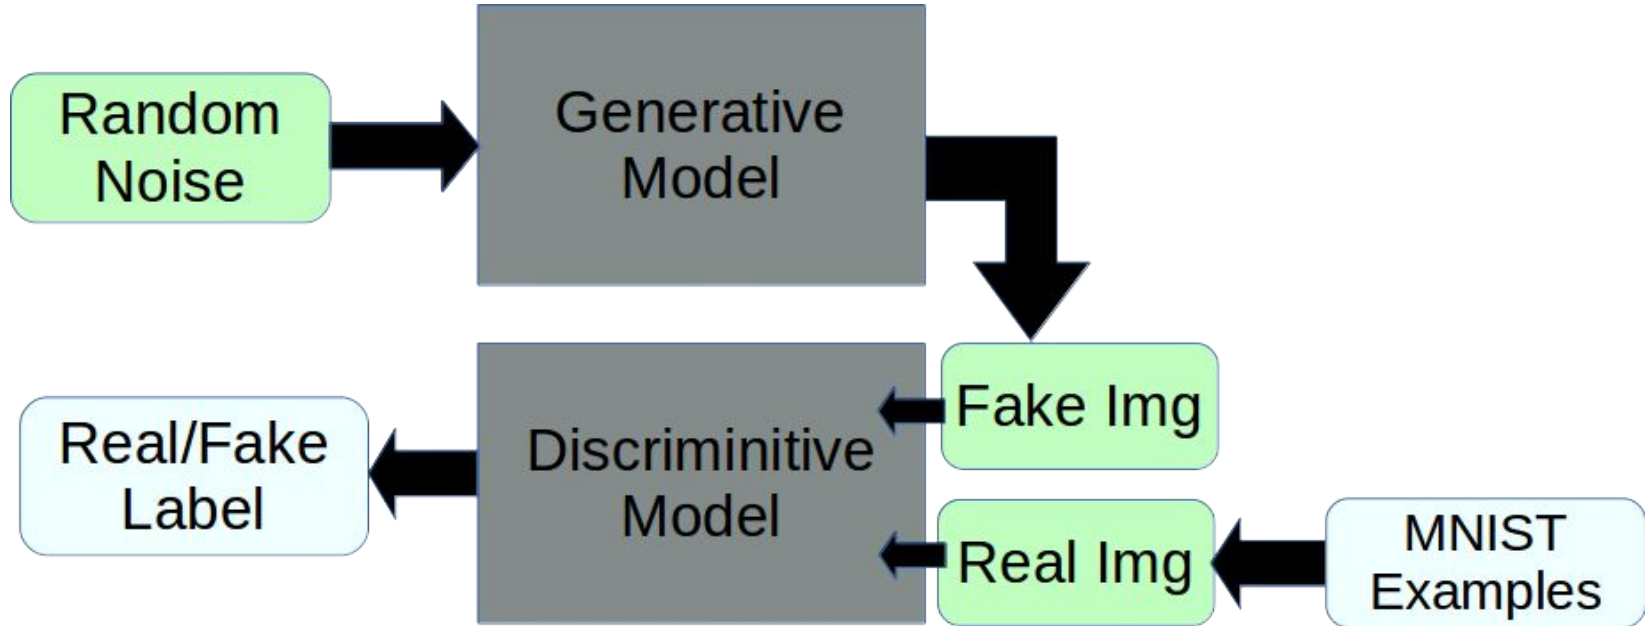 Random
Noise
Generative
Model
Fake Img
Discriminitive
Model
Real/Fake
Label
Real Img
MNIST
Examples